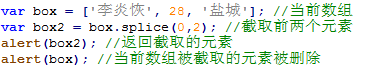 var box = ['李炎恢', 28, '盐城']; //当前数组
var box2 = box.splice(0,2); //截取前两个元素
alert(box2); //返回截取的元素
alert(box); //当前数组被截取的元素被删除